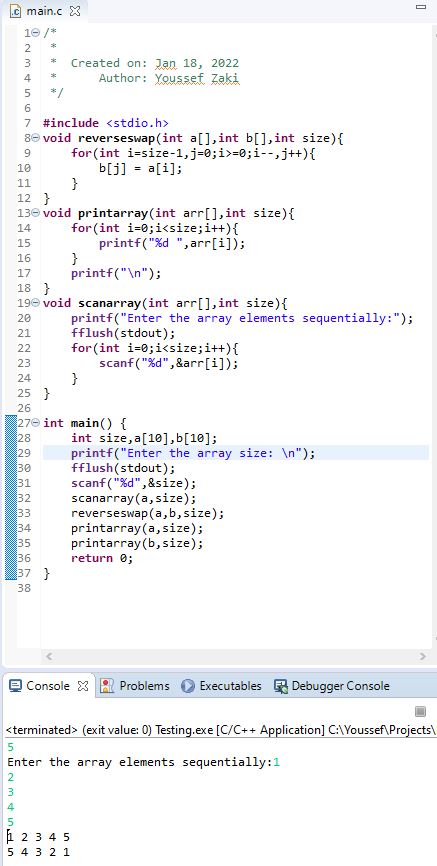 main.c
1 /*
2 *
3 * Created on: Jan 18, 2022
4 * Author: Youssef Zaki
5 */
6
7 #include <stdio.h>
8 void reverseswap(int a[],int b[],int size){
9 for(int i=size-1,j=0;i>=0;i--,j++){
10 b[j] = a[i];
11 }
12 }
13 void printarray(int arr[],int size){
14 for(int i=0;i<size;i++){
15 printf("%d ",arr[i]);
16 }
17 printf("\n");
18 }
19 void scanarray(int arr[],int size){
20 printf("Enter the array elements sequentially:");
21 fflush(stdout);
22 for(int i=0;i<size;i++){
23 scanf("%d",&arr[i]);
24 }
25 }
26
27 int main() {
28 int size,a[10],b[10];
29 printf("Enter the array size: \n");
30 fflush(stdout);
31 scanf("%d",&size);
32 scanarray(a,size);
33 reverseswap(a,b,size);
34 printarray(a,size);
35 printarray(b,size);
36 return 0;
37 }
38
Console Problems Executables Debugger Console
<terminated> (exit value: 0) Testing.exe [C/C++ Application] C:\Youssef\Projects\
5
Enter the array elements sequentially:1
2
3
4
5
1 2 3 4 5
5 4 3 2 1